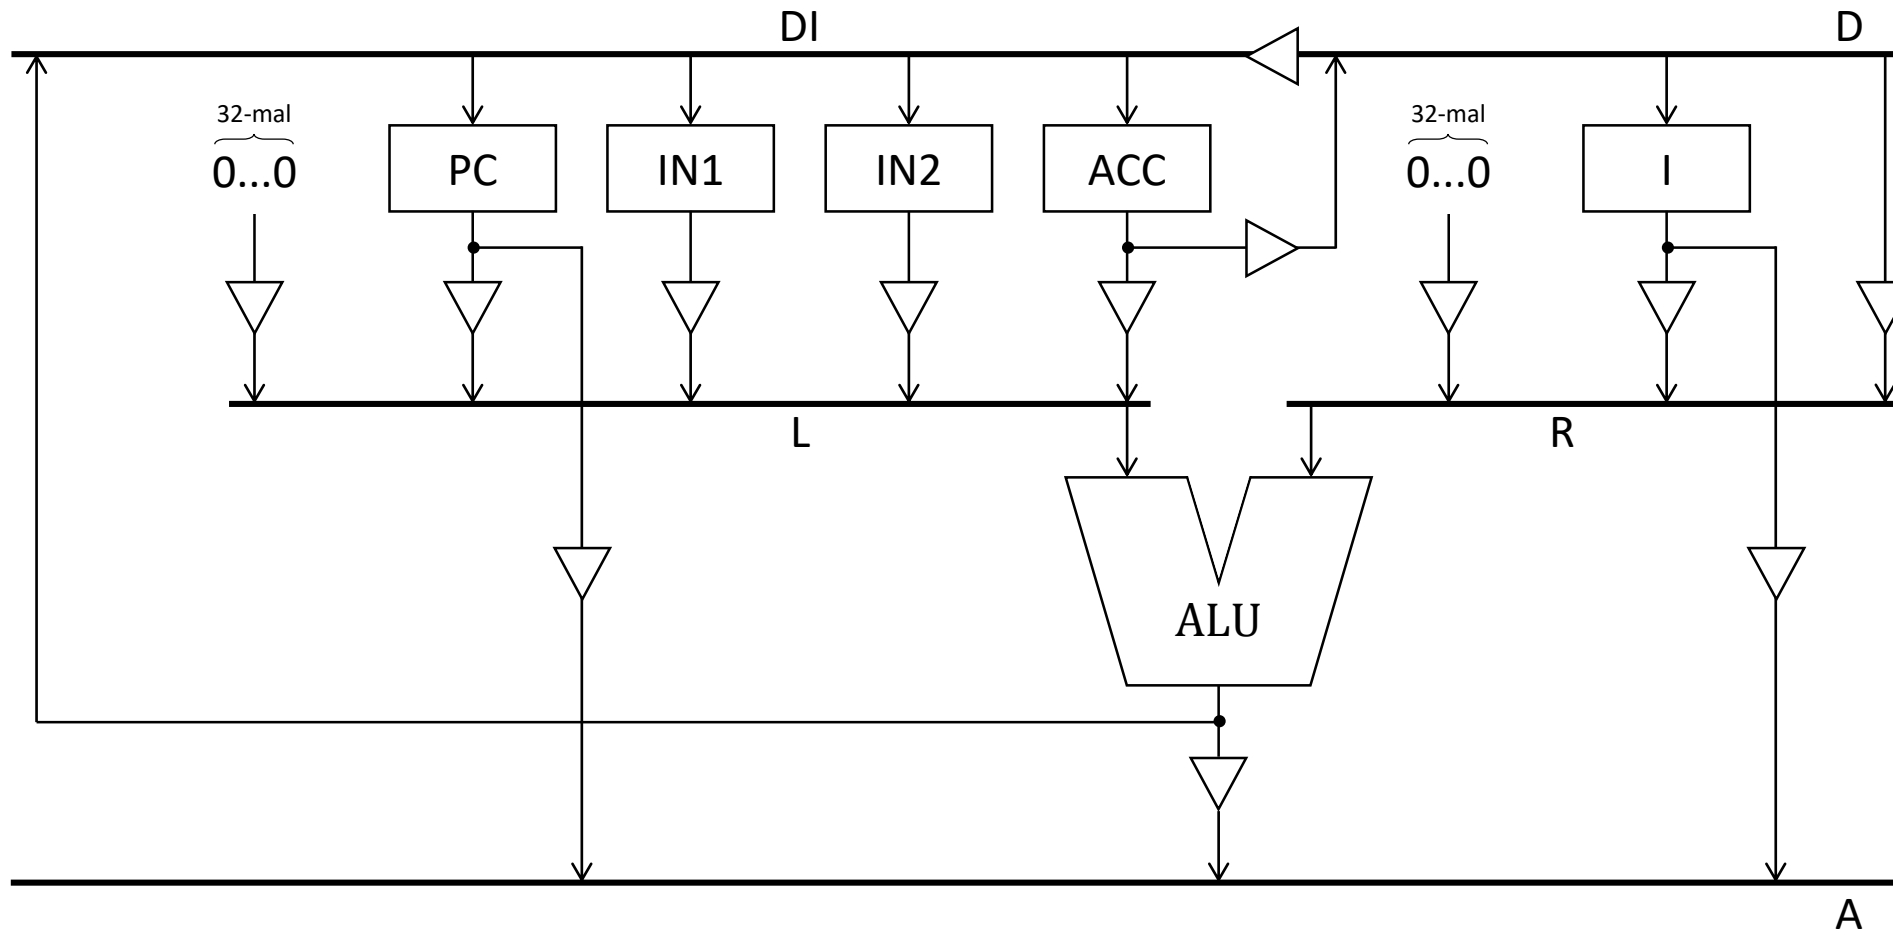 DI
D
32-mal
0...0
PC
IN1
IN2
ACC
32-mal
0...0
I
L
R
ALU
A